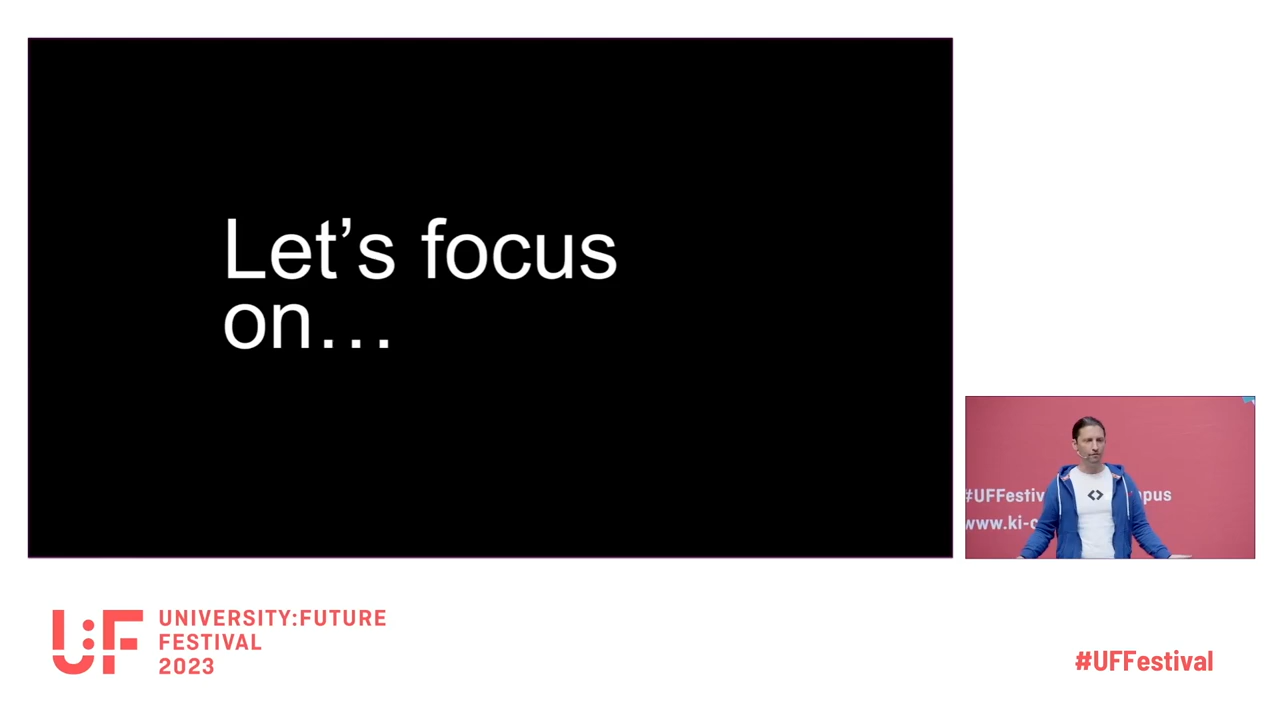 Let’s focus
on…
#UFFestiv
pus
www.ki-c
U:F
UNIVERSITY:FUTURE
FESTIVAL
2023
#UFFestival